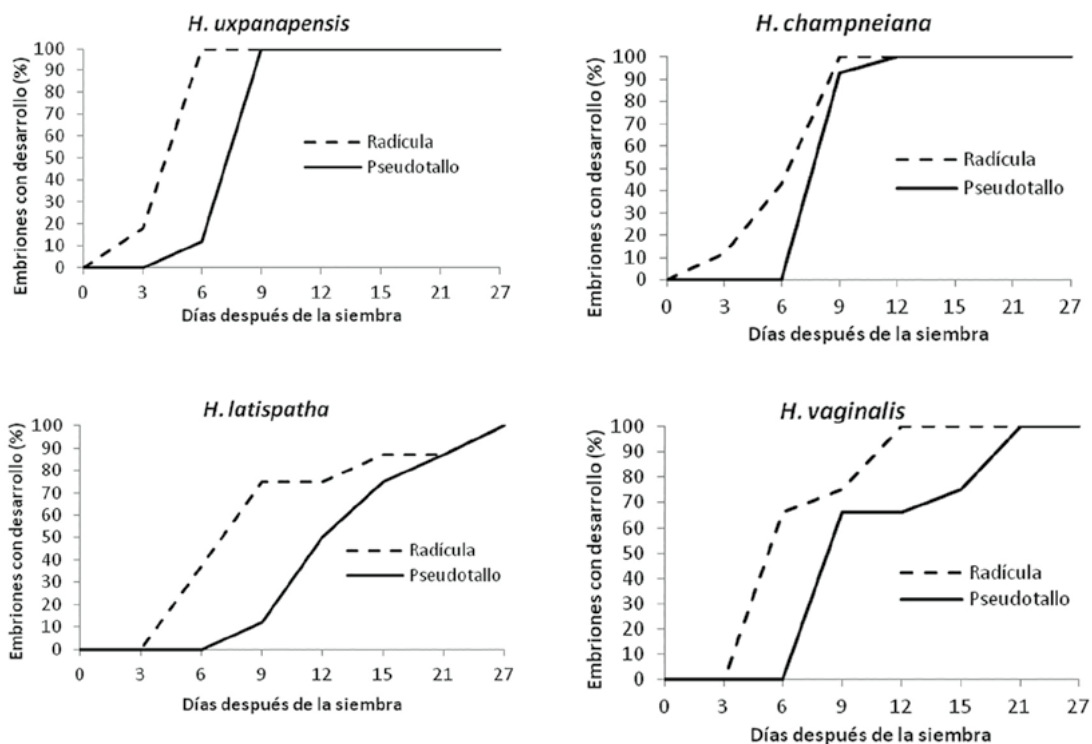 H. uxpanapensis
Embriones con desarrollo (%)
100
90
80
70
60
50
40
30
20
10
0
Radícula
Pseudotallo
0 3 6 9 12 15 21 27
Días después de la siembra
H. champneiana
Embriones con desarrollo (%)
100
90
80
70
60
50
40
30
20
10
0
Radícula
Pseudotallo
0 3 6 9 12 15 21 27
Días después de la siembra
H. latispatha
Embriones con desarrollo (%)
100
90
80
70
60
50
40
30
20
10
0
Radícula
Pseudotallo
0 3 6 9 12 15 21 27
Días después de la siembra
H. vaginalis
Embriones con desarrollo (%)
100
90
80
70
60
50
40
30
20
10
0
Radícula
Pseudotallo
0 3 6 9 12 15 21 27
Días después de la siembra